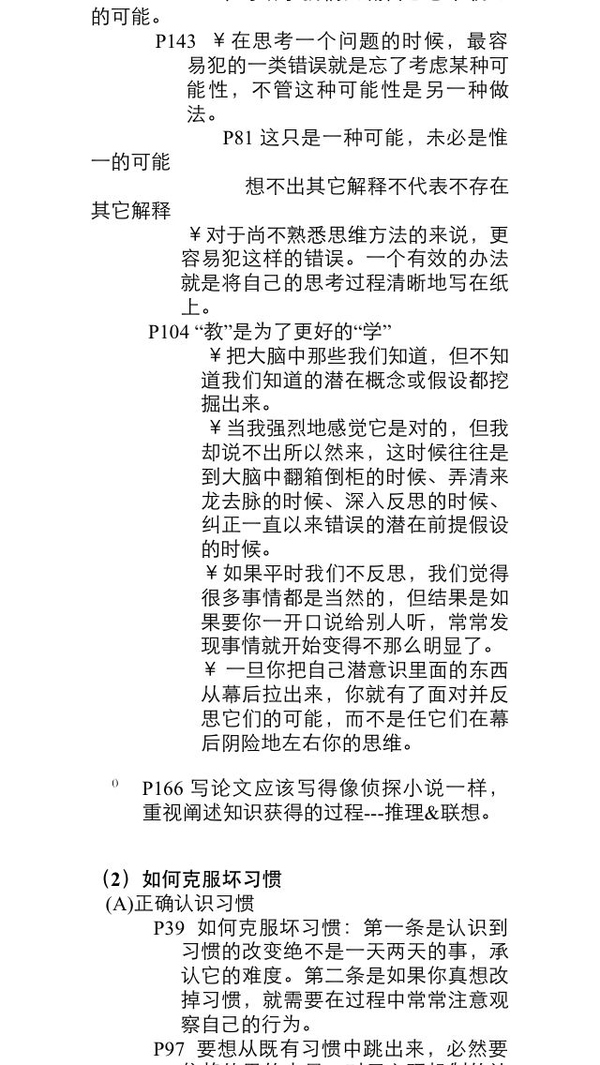 的可能。
P143 ￥在思考一个问题的时候，最容
易犯的一类错误就是忘了考虑某种可
能性，不管这种可能性是另一种做
法。
P81 这只是一种可能，未必是惟
一的可能
想不出其它解释不代表不存在
其它解释
￥对于尚不熟悉思维方法的来说，更
容易犯这样的错误。一个有效的办法
就是将自己的思考过程清晰地写在纸
上。
P104 “教”是为了更好的“学”
￥把大脑中那些我们知道，但不知
道我们知道的潜在概念或假设都挖
掘出来。
￥当我强烈地感觉它是对的，但我
却说不出所以然来，这时候往往是
到大脑中翻箱倒柜的时候、弄清来
龙去脉的时候、深入反思的时候、
纠正一直以来错误的潜在前提假设
的时候。
￥如果平时我们不反思，我们觉得
很多事情都是当然的，但结果是如
果要你一开口说给别人听，常常发
现事情就开始变得不那么明显了。
￥ 一旦你把自己潜意识里面的东西
从幕后拉出来，你就有了面对并反
思它们的可能，而不是任它们在幕
后阴险地左右你的思维。
() P166 写论文应该写得像侦探小说一样，
重视阐述知识获得的过程---推理&联想。
（2）如何克服坏习惯
(A)正确认识习惯
P39 如何克服坏习惯：第一条是认识到
习惯的改变绝不是一天两天的事，承
认它的难度。第二条是如果你真想改
掉习惯，就需要在过程中常常注意观
察自己的行为。
P97 要想从既有习惯中跳出来，必然要